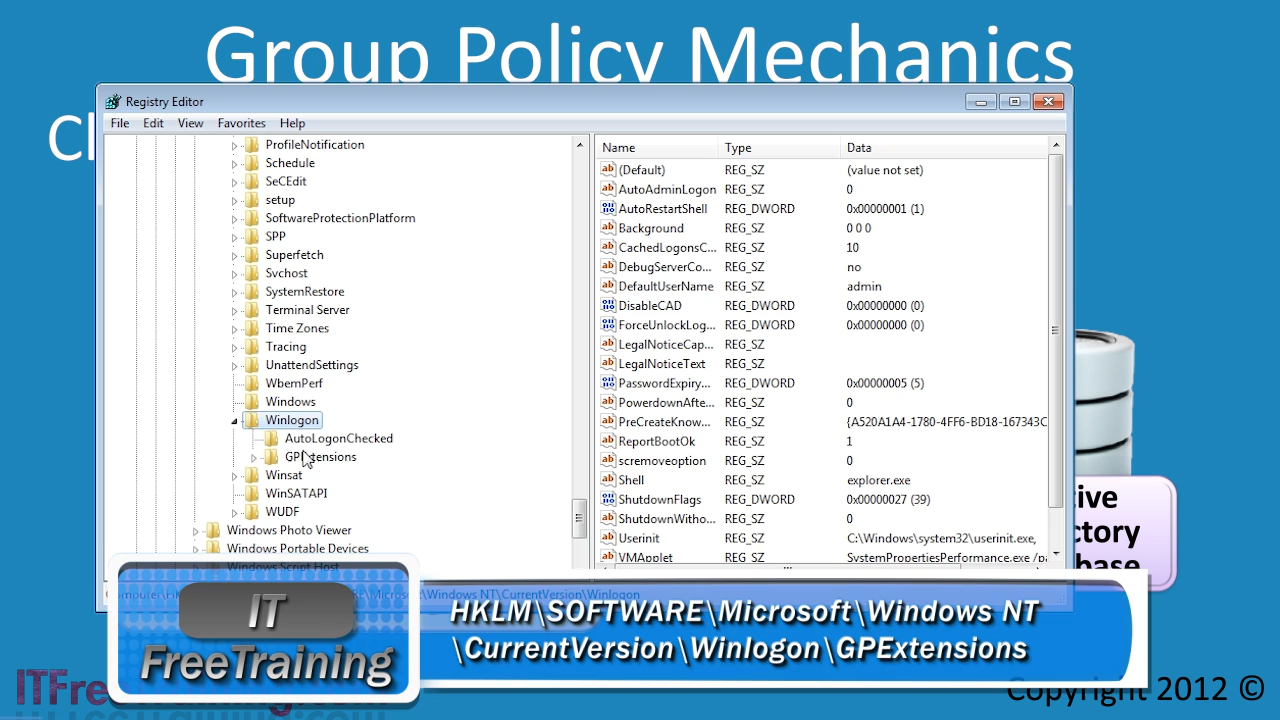 Group Policy Mechanics
Cl
Registry Editor
File Edit View Favorites Help
ProfileNotification
Schedule
SeCEdit
setup
SoftwareProtectionPlatform
SPP
Superfetch
Svchost
SystemRestore
Terminal Server
Time Zones
Tracing
UnattendSettings
WbemPerf
Windows
Winlogon
AutoLogonChecked
GPExtensions
Winsat
WinSATAPI
WUDF
Windows Photo Viewer
Windows Portable Devices
Windows Script Host
Name Type Data
(Default) REG_SZ (value not set)
AutoAdminLogon REG_SZ 0
AutoRestartShell REG_DWORD 0x00000001 (1)
Background REG_SZ 0 0 0
CachedLogonsC... REG_SZ 10
DebugServerCo... REG_SZ no
DefaultUserName REG_SZ admin
DisableCAD REG_DWORD 0x00000000 (0)
ForceUnlockLog... REG_DWORD 0x00000000 (0)
LegalNoticeCap... REG_SZ
LegalNoticeText REG_SZ
PasswordExpiry... REG_DWORD 0x00000005 (5)
PowerdownAfte... REG_SZ 0
PreCreateKnow... REG_SZ {A520A1A4-1780-4FF6-BD18-167343C
ReportBootOk REG_SZ 1
scremoveoption REG_SZ 0
Shell REG_SZ explorer.exe
ShutdownFlags REG_DWORD 0x00000027 (39)
ShutdownWitho... REG_SZ 0
Userinit REG_SZ C:\Windows\system32\userinit.exe,
VMApplet REG_SZ SystemPropertiesPerformance.exe /pa
tive
ctory
base
IT
FreeTraining
HKLM\SOFTWARE\Microsoft\Windows NT
\CurrentVersion\Winlogon\GPExtensions
Copyright 2012 ©